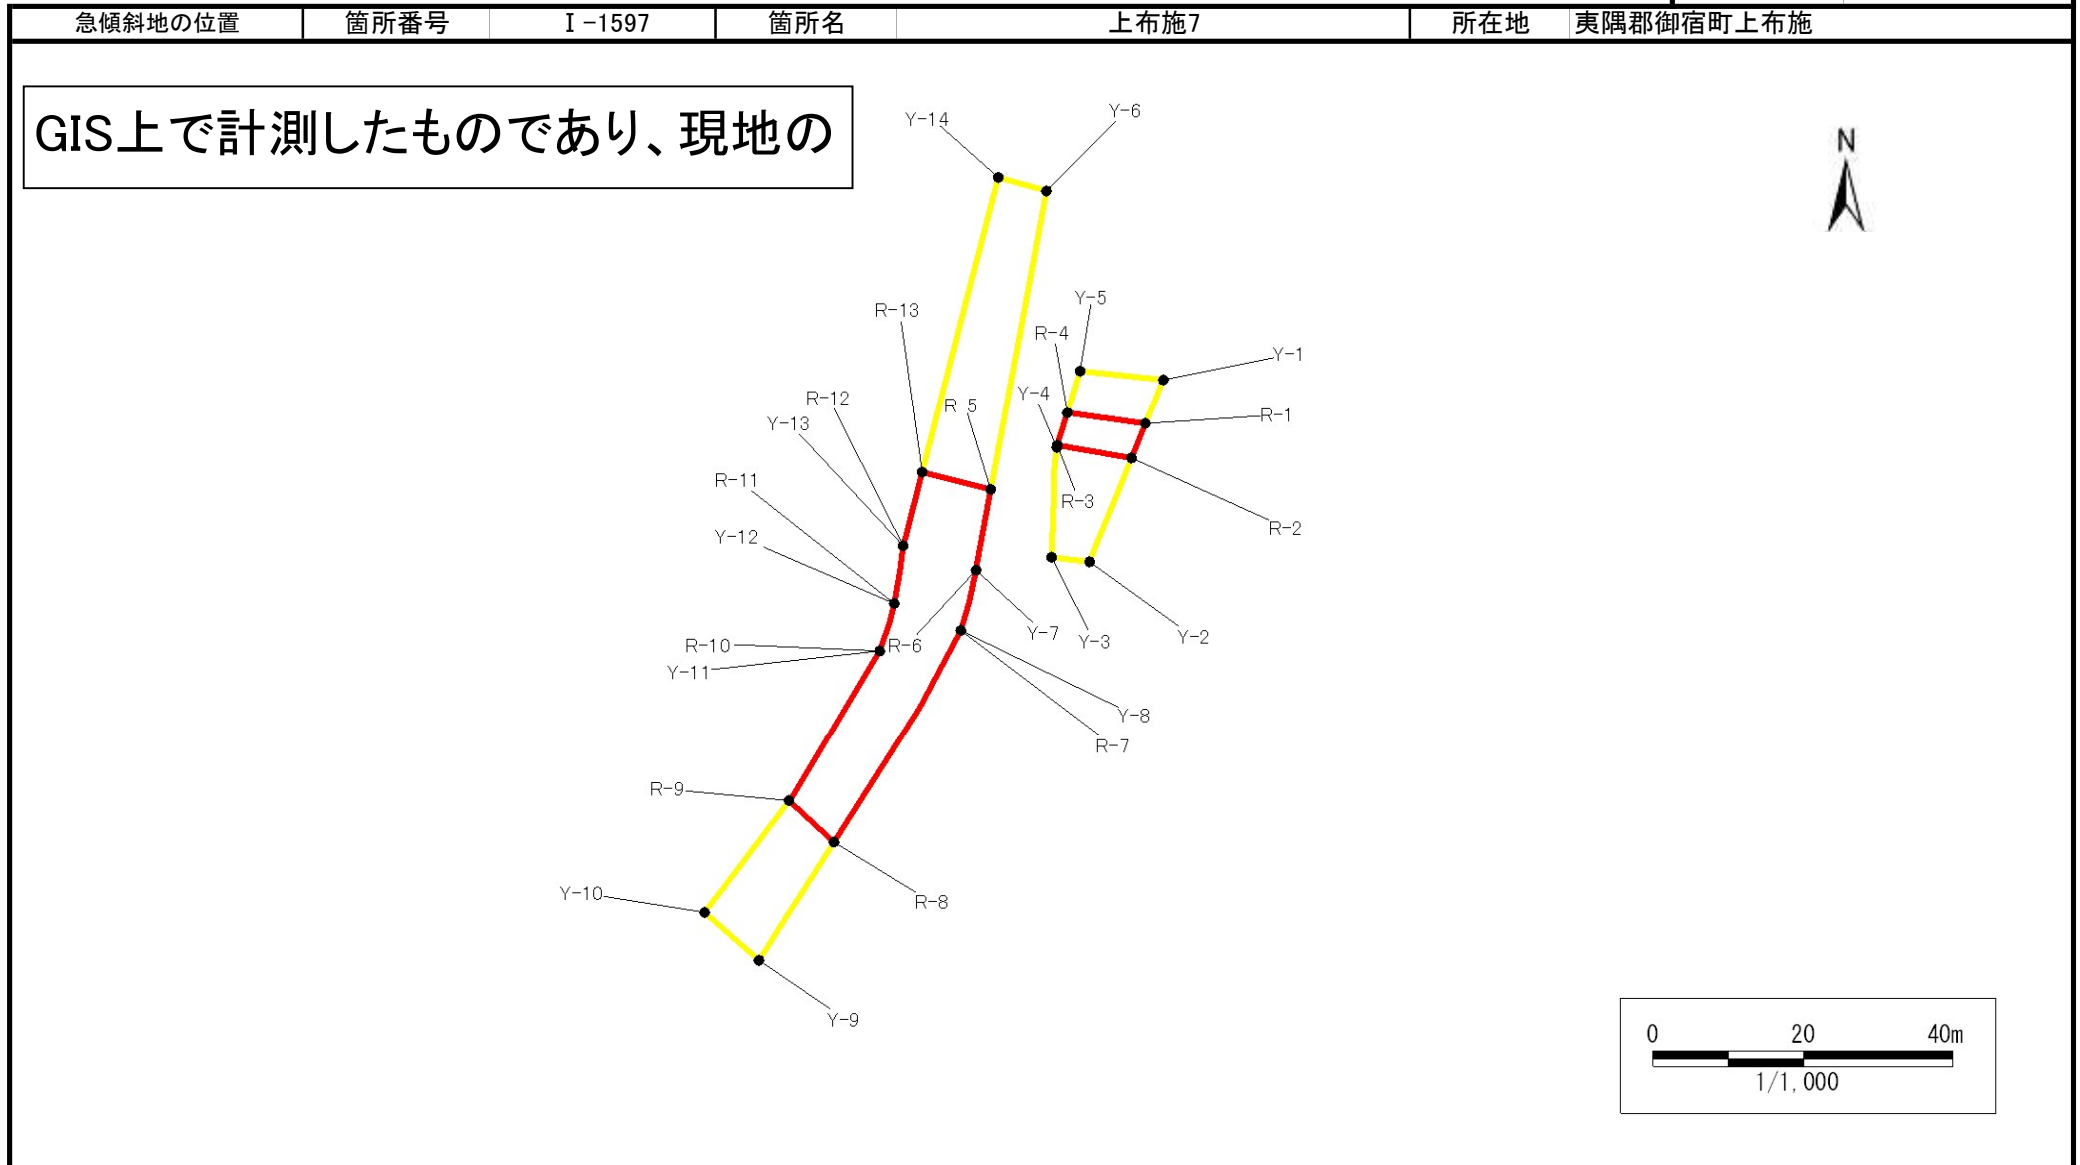 急傾斜地の位置 箇所番号 Ⅰ-1597 箇所名 上布施7 所在地 夷隅郡御宿町上布施
GIS上で計測したものであり、現地の
Y-14
Y-6
N
Y-5
R-13
R-4
Y-1
Y-4
R-12
R 5
R-1
Y-13
R-11
R-3
R-2
Y-12
Y-7
Y-2
Y-3
R-10
R-6
Y-11
Y-8
R-7
R-9
Y-10
R-8
Y-9
0 20 40m
1/1,000